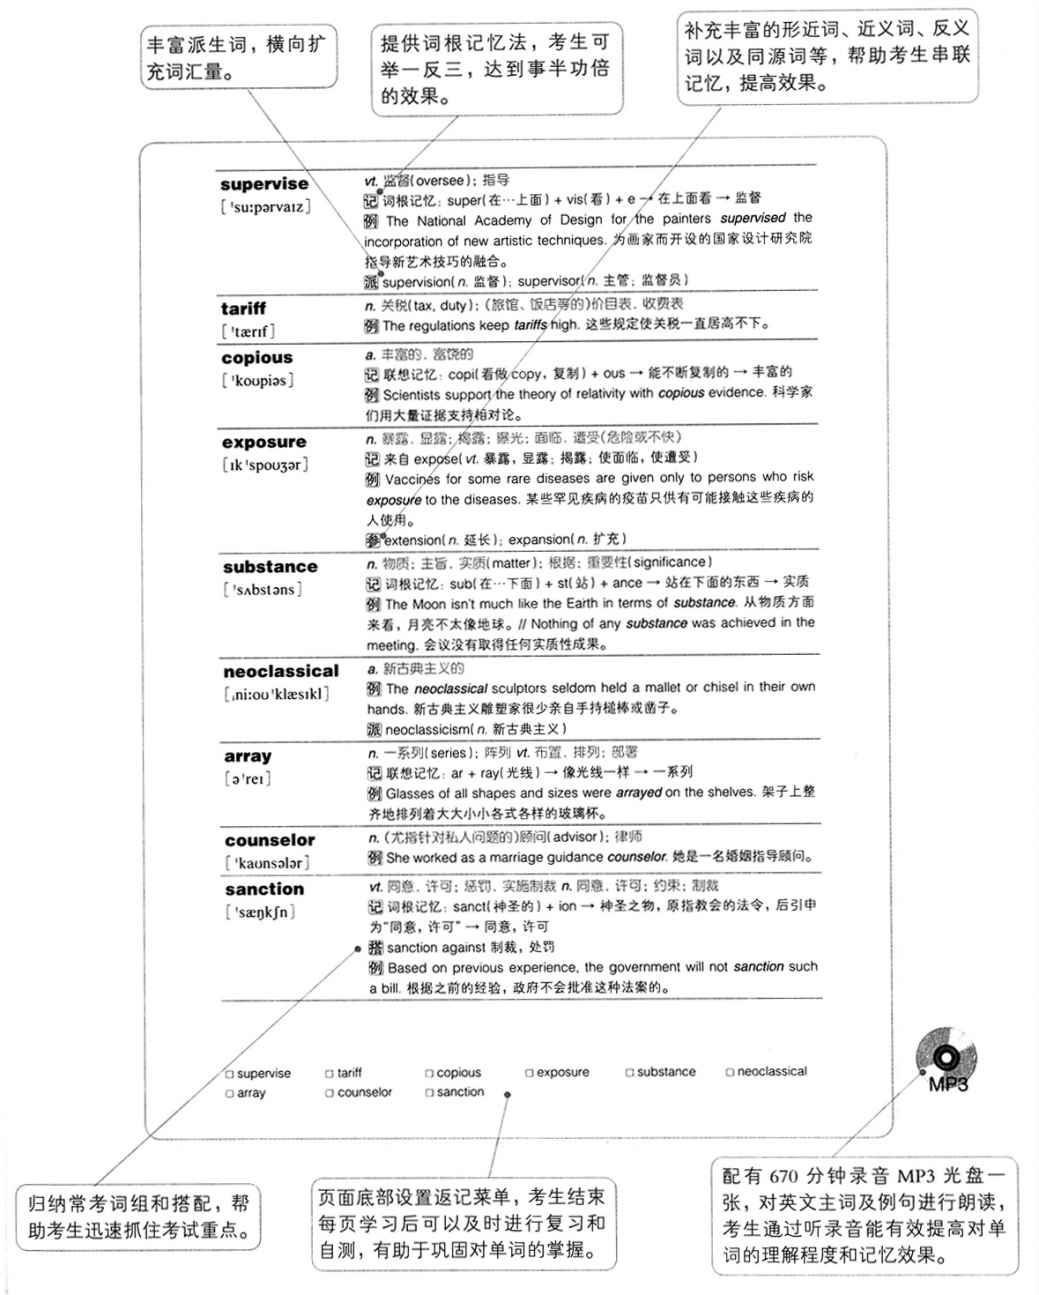 丰富派生词，横向扩
充词汇量。
提供词根记忆法，考生可
举一反三，达到事半功倍
的效果。
补充丰富的形近词、近义词、反义
词以及同源词等，帮助考生串联
记忆，提高效果。
supervise
[ˈsuːpərvaɪz]
vt. 监督(oversee)；指导
记 词根记忆：super(在…上面) + vis(看) + e → 在上面看 → 监督
例 The National Academy of Design for the painters supervised the
incorporation of new artistic techniques. 为画家而开设的国家设计研究院
指导新艺术技巧的融合。
派 supervision(n. 监督)；supervisor(n. 主管；监督员)
tariff
[ˈtærɪf]
n. 关税(tax, duty)；(旅馆、饭店等的)价目表，收费表
例 The regulations keep tariffs high. 这些规定使关税一直居高不下。
copious
[ˈkoʊpiəs]
a. 丰富的，富饶的
记 联想记忆：copi(看做 copy，复制) + ous → 能不断复制的 → 丰富的
例 Scientists support the theory of relativity with copious evidence. 科学家
们用大量证据支持相对论。
exposure
[ɪkˈspoʊʒər]
n. 暴露，显露；揭露；曝光；面临，遭受(危险或不快)
记 来自 expose(vt. 暴露，显露；揭露；使面临，使遭受)
例 Vaccines for some rare diseases are given only to persons who risk
exposure to the diseases. 某些罕见疾病的疫苗只供有可能接触这些疾病的
人使用。
参 extension(n. 延长)；expansion(n. 扩充)
substance
[ˈsʌbstəns]
n. 物质；主旨，实质(matter)；根据；重要性(significance)
记 词根记忆：sub(在…下面) + st(站) + ance → 站在下面的东西 → 实质
例 The Moon isn't much like the Earth in terms of substance. 从物质方面
来看，月亮不太像地球。// Nothing of any substance was achieved in the
meeting. 会议没有取得任何实质性成果。
neoclassical
[ˌniːoʊˈklæsɪkl]
a. 新古典主义的
例 The neoclassical sculptors seldom held a mallet or chisel in their own
hands. 新古典主义雕塑家很少亲自手持槌棒或凿子。
派 neoclassicism(n. 新古典主义)
array
[əˈreɪ]
n. 一系列(series)；阵列 vt. 布置，排列；部署
记 联想记忆：ar + ray(光线) → 像光线一样 → 一系列
例 Glasses of all shapes and sizes were arrayed on the shelves. 架子上整
齐地排列着大大小小各式各样的玻璃杯。
counselor
[ˈkaʊnsələr]
n. (尤指针对私人问题的)顾问(advisor)；律师
例 She worked as a marriage guidance counselor. 她是一名婚姻指导顾问。
sanction
[ˈsæŋkʃn]
vt. 同意，许可；惩罚，实施制裁 n. 同意，许可；约束；制裁
记 词根记忆：sanct(神圣的) + ion → 神圣之物，原指教会的法令，后引申
为“同意，许可” → 同意，许可
搭 sanction against 制裁，处罚
例 Based on previous experience, the government will not sanction such
a bill. 根据之前的经验，政府不会批准这种法案的。
□ supervise □ tariff □ copious □ exposure □ substance □ neoclassical
□ array □ counselor □ sanction
MP3
归纳常考词组和搭配，帮
助考生迅速抓住考试重点。
页面底部设置返记菜单，考生结束
每页学习后可以及时进行复习和
自测，有助于巩固对单词的掌握。
配有 670 分钟录音 MP3 光盘一
张，对英文主词及例句进行朗读，
考生通过听录音能有效提高对单
词的理解程度和记忆效果。